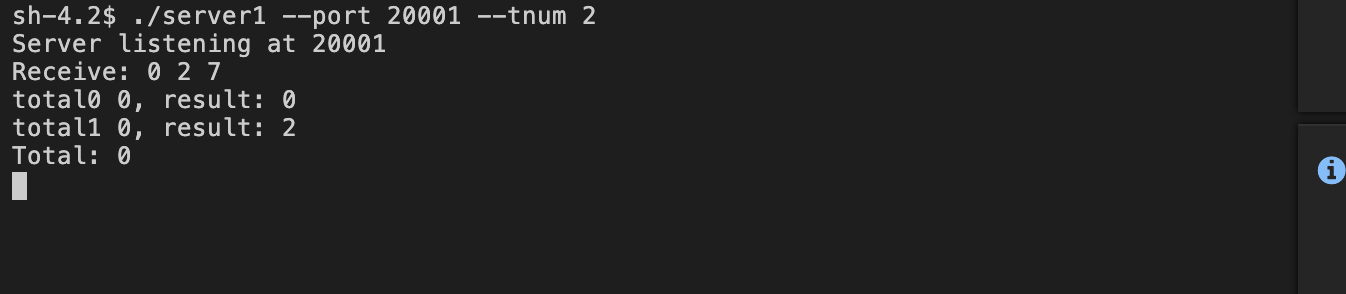 sh-4.2$ ./server1 --port 20001 --tnum 2
Server listening at 20001
Receive: 0 2 7
total0 0, result: 0
total1 0, result: 2
Total: 0